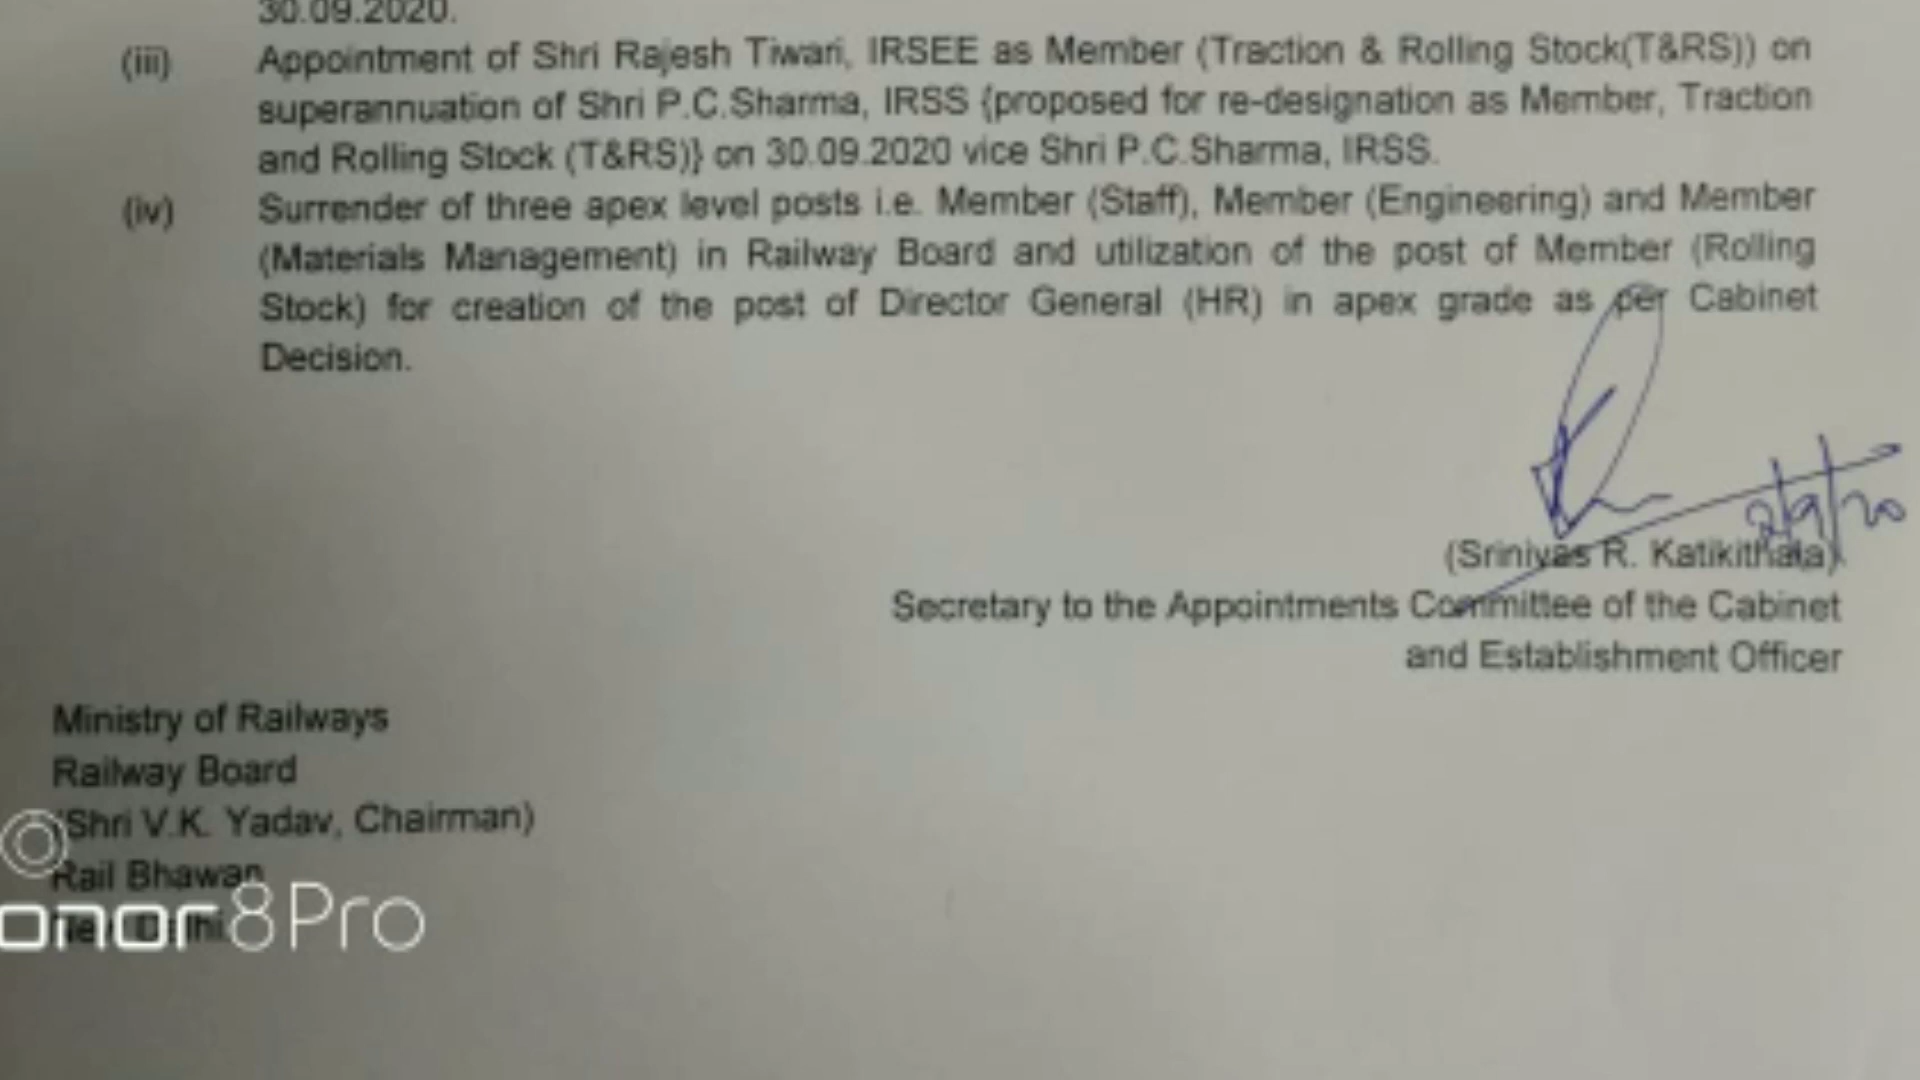 30.09.2020.
(iii) Appointment of Shri Rajesh Tiwari, IRSEE as Member (Traction & Rolling Stock(T&RS)) on
superannuation of Shri P.C.Sharma, IRSS {proposed for re-designation as Member, Traction
and Rolling Stock (T&RS)} on 30.09.2020 vice Shri P.C.Sharma, IRSS.
(iv) Surrender of three apex level posts i.e. Member (Staff), Member (Engineering) and Member
(Materials Management) in Railway Board and utilization of the post of Member (Rolling
Stock) for creation of the post of Director General (HR) in apex grade as per Cabinet
Decision.
2/9/20
(Srinivas R. Katikithala)
Secretary to the Appointments Committee of the Cabinet
and Establishment Officer
Ministry of Railways
Railway Board
(Shri V.K. Yadav, Chairman)
Rail Bhawan
New Delhi
onor 8 Pro